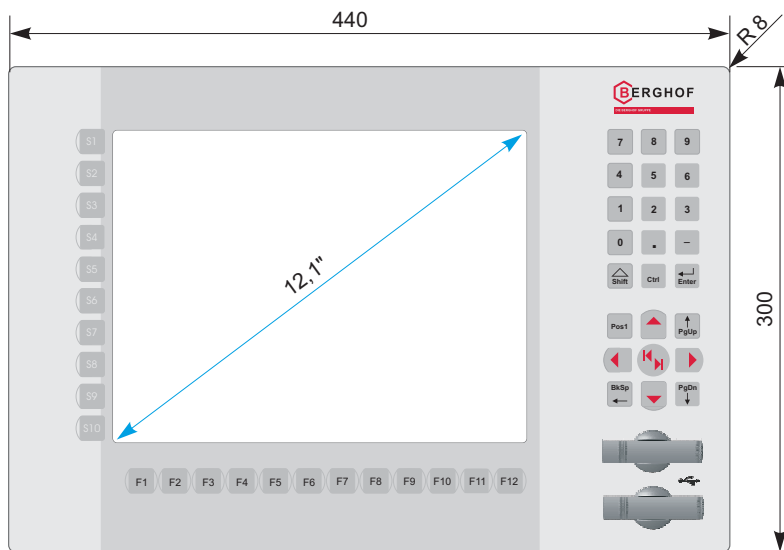 440
R 8
BERGHOF
S1
S2
S3
S4
S5
S6
S7
S8
S9
S10
12,1"
7 8 9
4 5 6
1 2 3
0 . –
Shift Ctrl Enter
Pos1 PgUp
BkSp PgDn
300
F1 F2 F3 F4 F5 F6 F7 F8 F9 F10 F11 F12